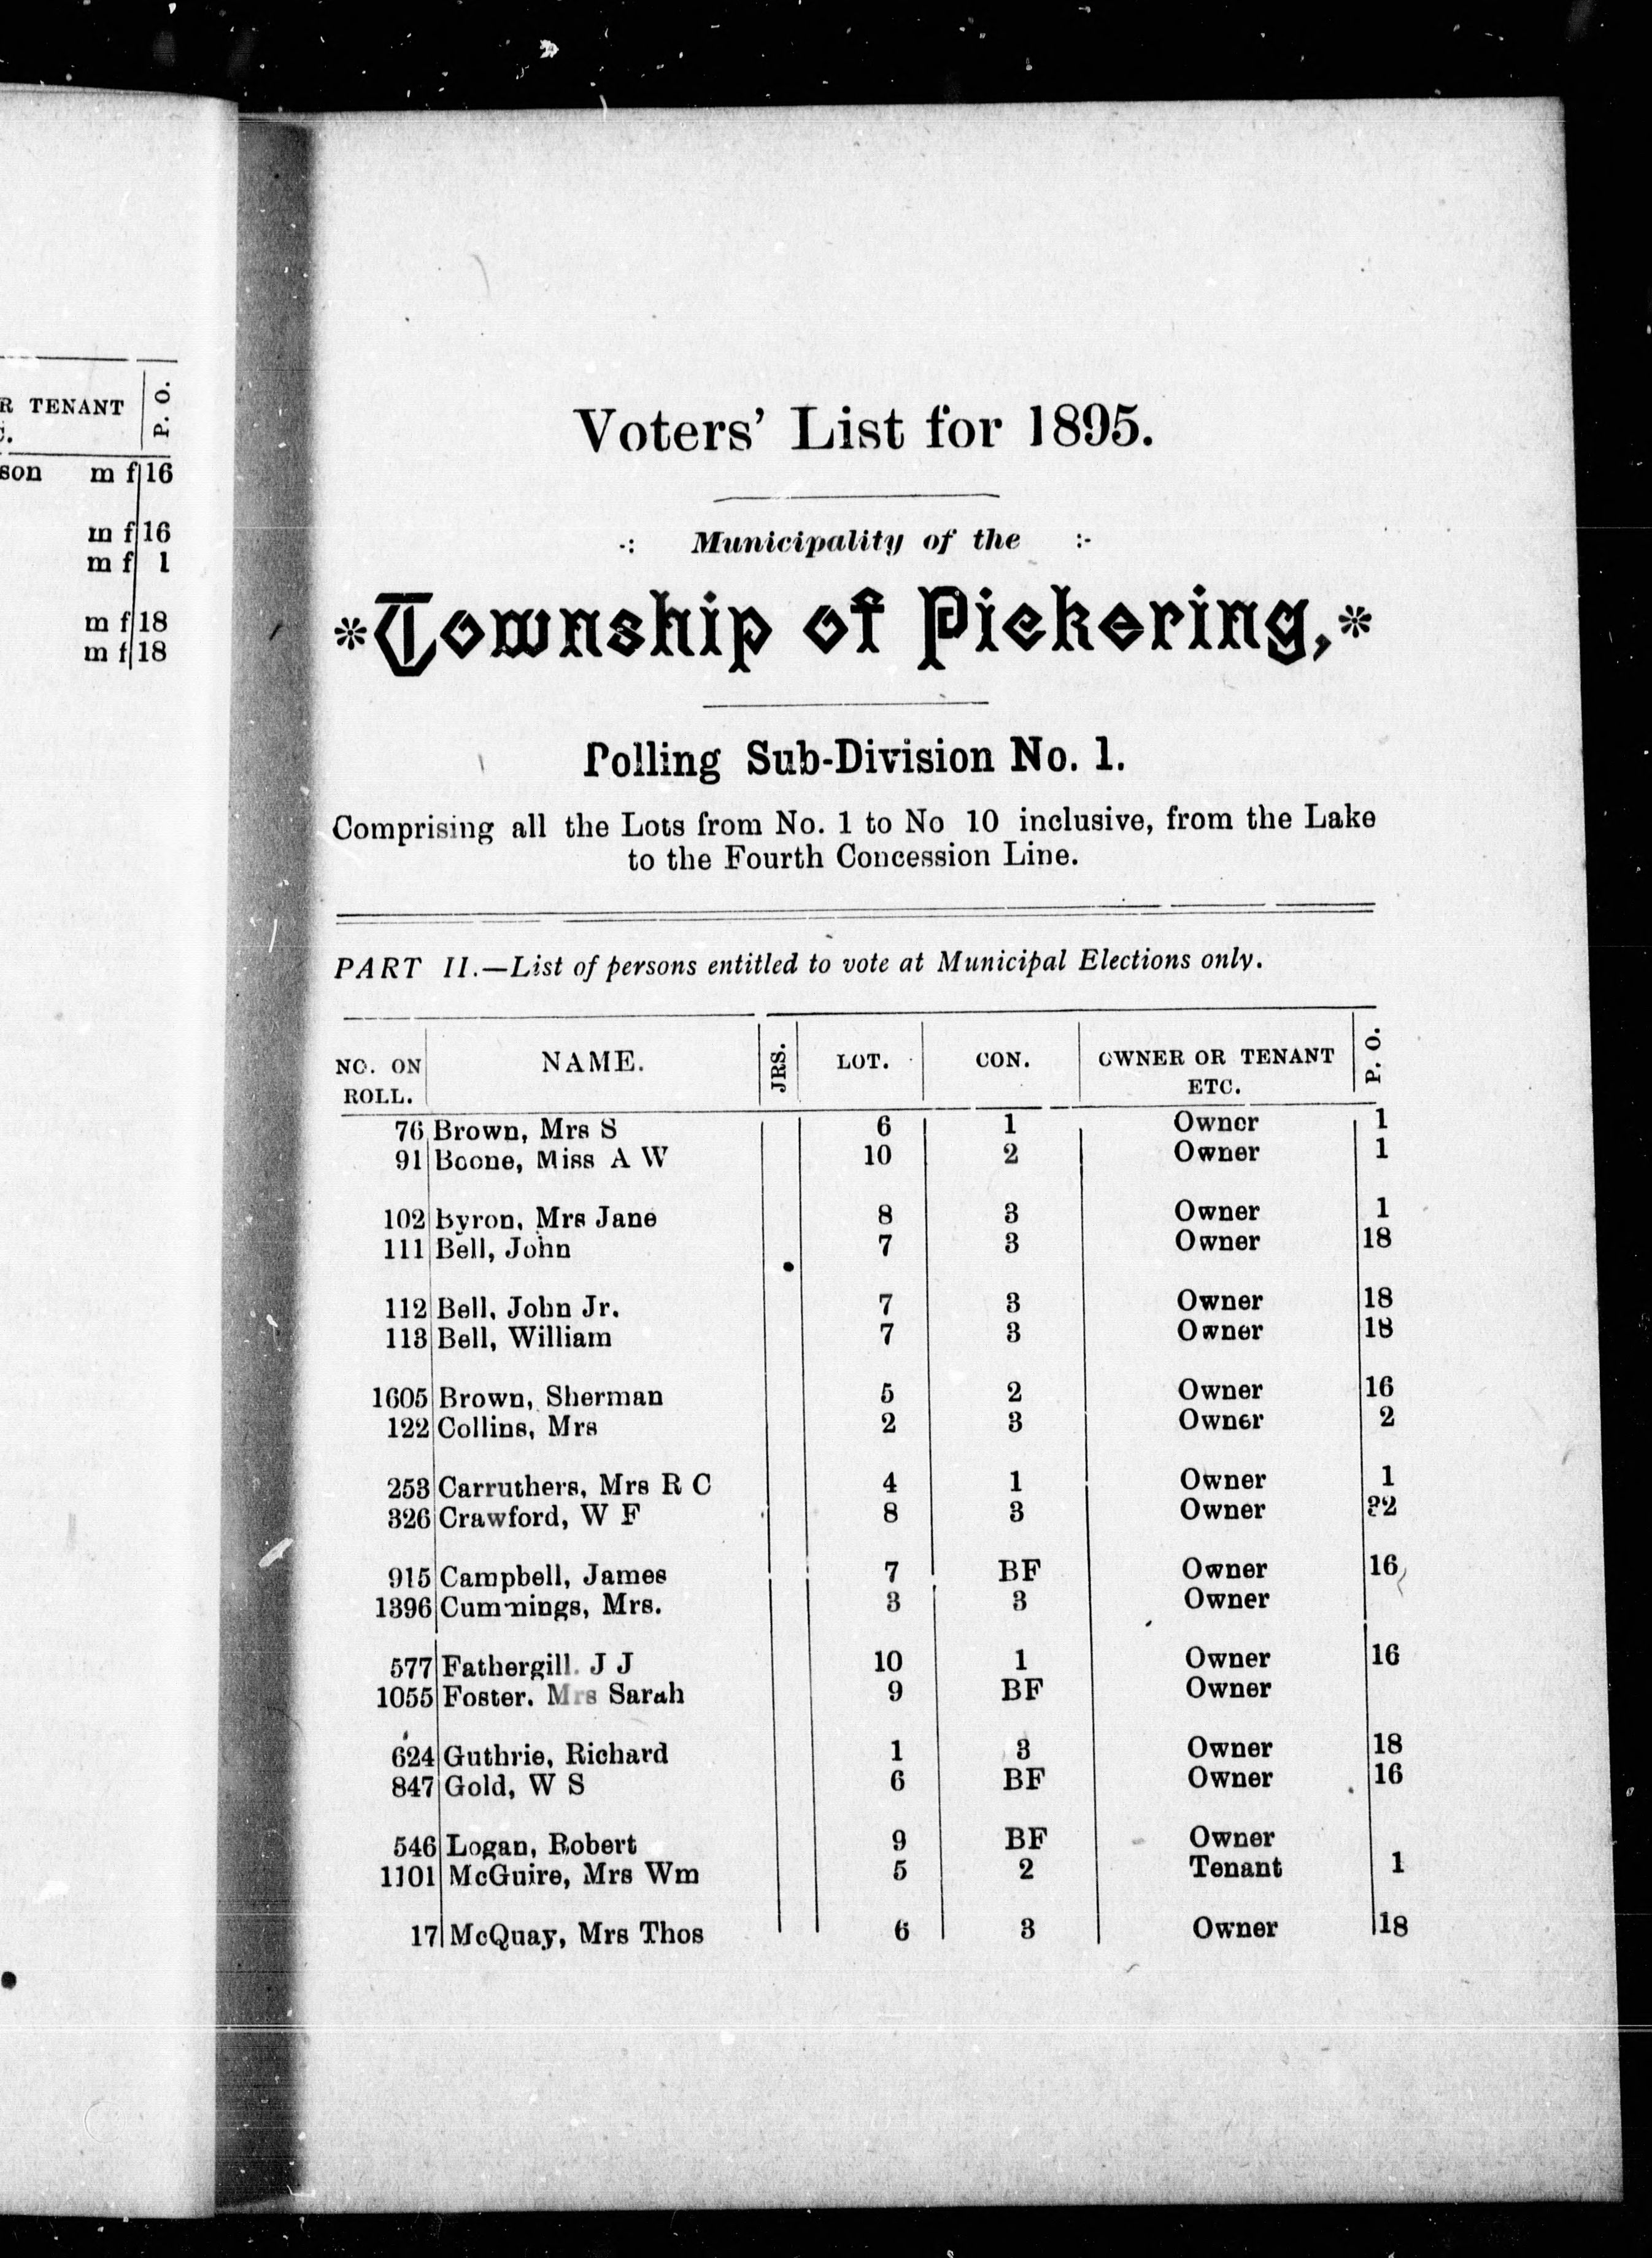 R TENANT
C.
P. O.
son m f 16
m f 16
m f 1
m f 18
m f 18
Voters' List for 1895.
-: Municipality of the :-
*Township of Pickering,*
Polling Sub-Division No. 1.
Comprising all the Lots from No. 1 to No 10 inclusive, from the Lake
to the Fourth Concession Line.
PART II.—List of persons entitled to vote at Municipal Elections only.
NO. ON ROLL. NAME. JRS. LOT. CON. OWNER OR TENANT ETC. P. O.
76 Brown, Mrs S 6 1 Owner 1
91 Boone, Miss A W 10 2 Owner 1
102 Byron, Mrs Jane 8 3 Owner 1
111 Bell, John 7 3 Owner 18
112 Bell, John Jr. 7 3 Owner 18
113 Bell, William 7 3 Owner 18
1605 Brown, Sherman 5 2 Owner 16
122 Collins, Mrs 2 3 Owner 2
253 Carruthers, Mrs R C 4 1 Owner 1
326 Crawford, W F 8 3 Owner 32
915 Campbell, James 7 BF Owner 16
1396 Cummings, Mrs. 3 3 Owner
577 Fathergill. J J 10 1 Owner 16
1055 Foster. Mrs Sarah 9 BF Owner
624 Guthrie, Richard 1 3 Owner 18
847 Gold, W S 6 BF Owner 16
546 Logan, Robert 9 BF Owner
1101 McGuire, Mrs Wm 5 2 Tenant 1
17 McQuay, Mrs Thos 6 3 Owner 18